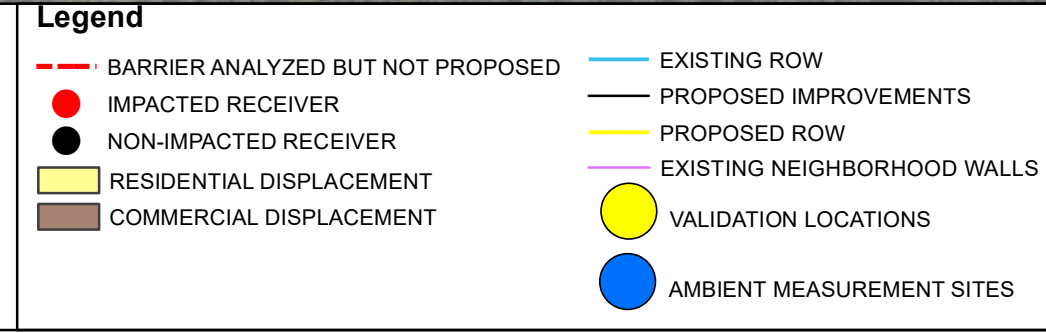 Legend
BARRIER ANALYZED BUT NOT PROPOSED
IMPACTED RECEIVER
NON-IMPACTED RECEIVER
RESIDENTIAL DISPLACEMENT
COMMERCIAL DISPLACEMENT
EXISTING ROW
PROPOSED IMPROVEMENTS
PROPOSED ROW
EXISTING NEIGHBORHOOD WALLS
VALIDATION LOCATIONS
AMBIENT MEASUREMENT SITES